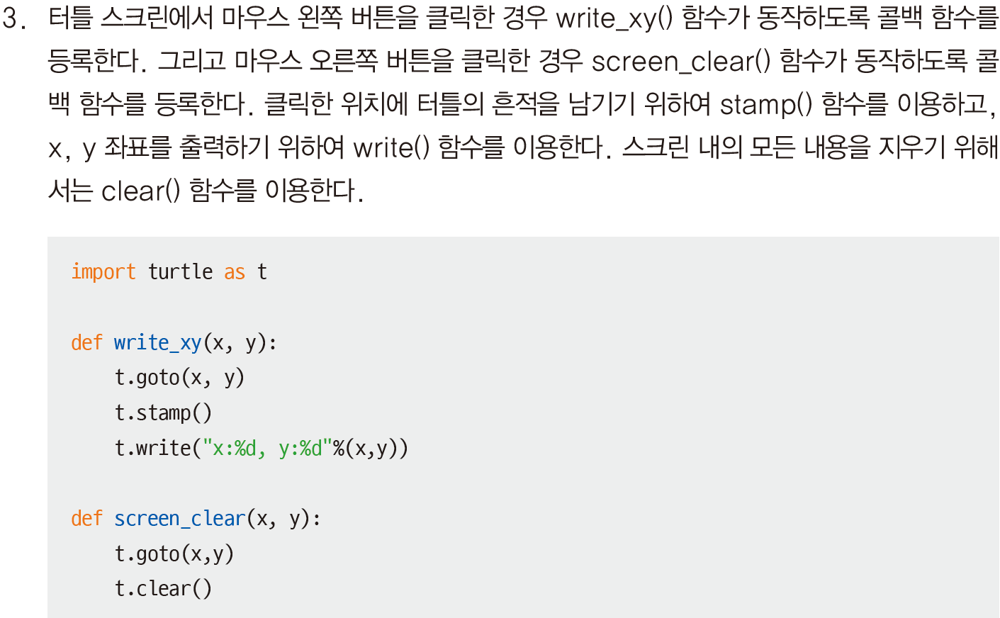 3. 터틀 스크린에서 마우스 왼쪽 버튼을 클릭한 경우 write_xy() 함수가 동작하도록 콜백 함수를
등록한다. 그리고 마우스 오른쪽 버튼을 클릭한 경우 screen_clear() 함수가 동작하도록 콜
백 함수를 등록한다. 클릭한 위치에 터틀의 흔적을 남기기 위하여 stamp() 함수를 이용하고,
x, y 좌표를 출력하기 위하여 write() 함수를 이용한다. 스크린 내의 모든 내용을 지우기 위해
서는 clear() 함수를 이용한다.
import turtle as t
def write_xy(x, y):
    t.goto(x, y)
    t.stamp()
    t.write("x:%d, y:%d"%(x,y))
def screen_clear(x, y):
    t.goto(x,y)
    t.clear()